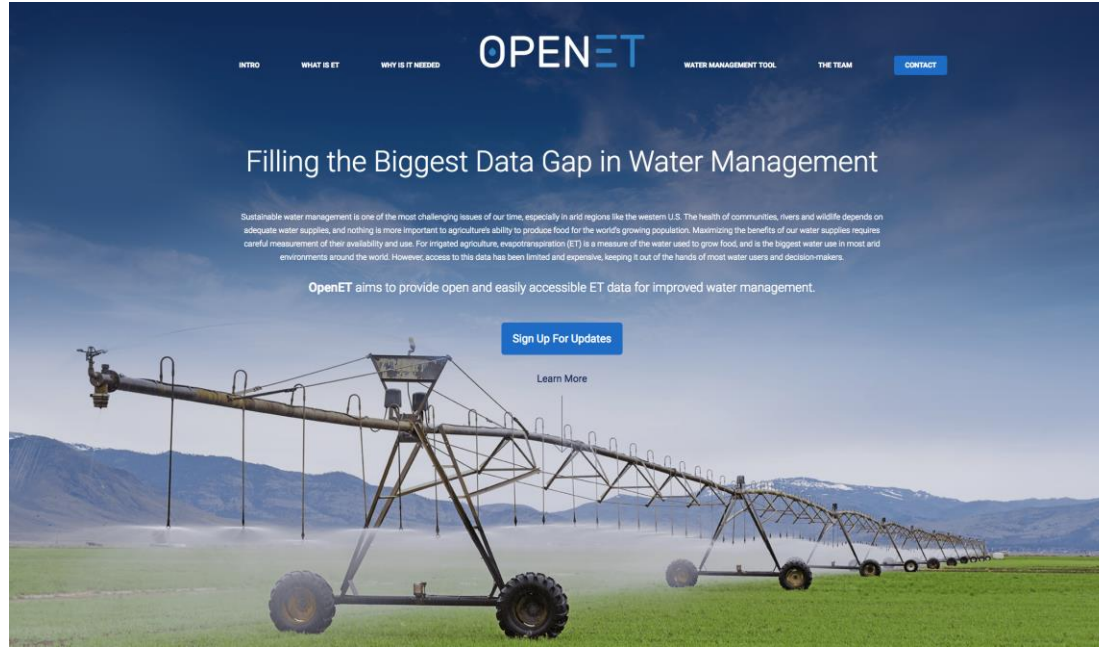 INTRO
WHAT IS ET
WHY IS IT NEEDED
OPENET
WATER MANAGEMENT TOOL
THE TEAM
CONTACT
Filling the Biggest Data Gap in Water Management
Sustainable water management is one of the most challenging issues of our time, especially in arid regions like the western U.S. The health of communities, rivers and wildlife depends on
adequate water supplies, and nothing is more important to agriculture's ability to produce food for the world's growing population. Maximizing the benefits of our water supplies requires
careful measurement of their availability and use. For irrigated agriculture, evapotranspiration (ET) is a measure of the water used to grow food, and is the biggest water use in most arid
environments around the world. However, access to this data has been limited and expensive, keeping it out of the hands of most water users and decision-makers.
OpenET aims to provide open and easily accessible ET data for improved water management.
Sign Up For Updates
Learn More